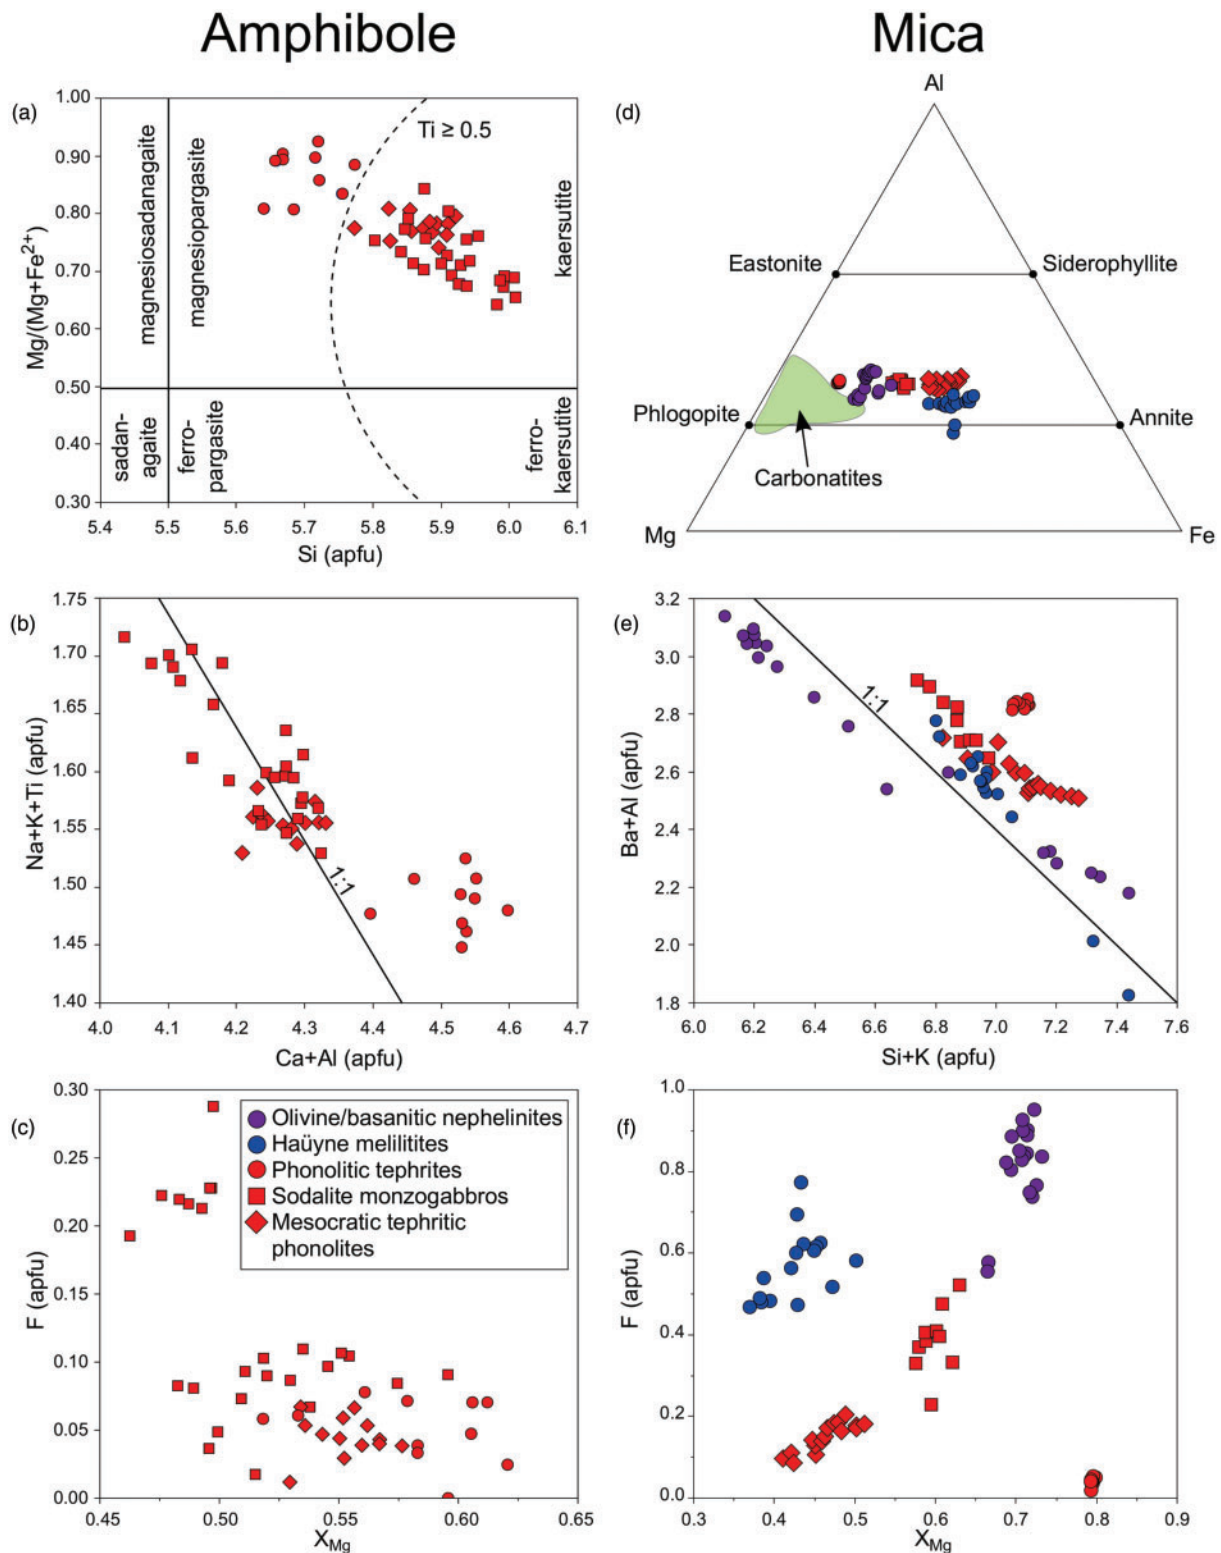 Amphibole
Mica
(a)
1.00
0.90
0.80
0.70
0.60
0.50
0.40
0.30
Mg/(Mg+Fe2+)
magnesiosadanagaite
magnesiopargasite
Ti ≥ 0.5
kaersutite
sadan-
agaite
ferro-
pargasite
ferro-
kaersutite
5.4
5.5
5.6
5.7
5.8
5.9
6.0
6.1
Si (apfu)
(d)
Al
Eastonite
Siderophyllite
Phlogopite
Annite
Carbonatites
Mg
Fe
(b)
1.75
1.70
1.65
1.60
1.55
1.50
1.45
1.40
Na+K+Ti (apfu)
1:1
4.0
4.1
4.2
4.3
4.4
4.5
4.6
4.7
Ca+Al (apfu)
(e)
3.2
3.0
2.8
2.6
2.4
2.2
2.0
1.8
Ba+Al (apfu)
1:1
6.0
6.2
6.4
6.6
6.8
7.0
7.2
7.4
7.6
Si+K (apfu)
(c)
0.30
0.25
0.20
0.15
0.10
0.05
0.00
F (apfu)
Olivine/basanitic nephelinites
Haüyne melilitites
Phonolitic tephrites
Sodalite monzogabbros
Mesocratic tephritic
phonolites
0.45
0.50
0.55
0.60
0.65
XMg
(f)
1.0
0.8
0.6
0.4
0.2
0.0
F (apfu)
0.3
0.4
0.5
0.6
0.7
0.8
0.9
XMg